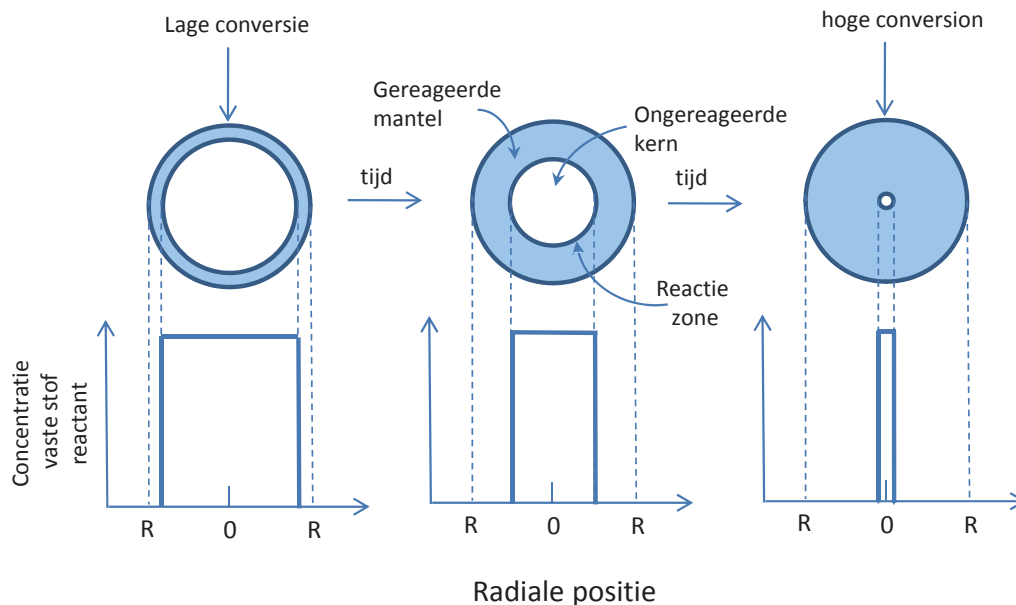 Lage conversie
hoge conversion
Gereageerde
mantel
Ongereageerde
kern
tijd
tijd
Reactie
zone
Concentratie
vaste stof
reactant
R 0 R
R 0 R
R 0 R
Radiale positie